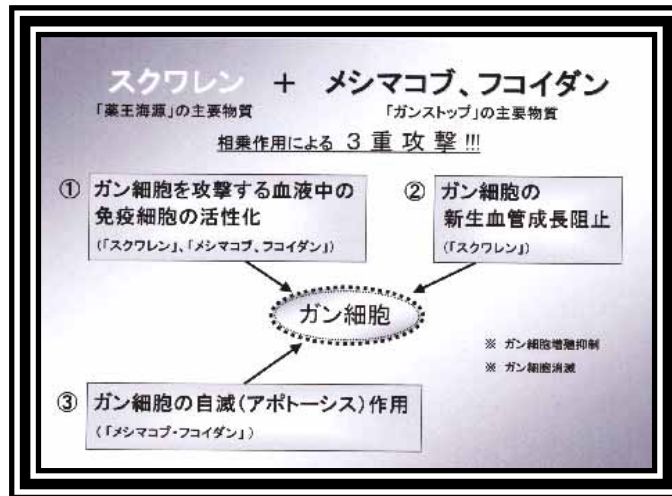 スクワレン + メシマコブ、フコイダン
「薬王海源」の主要物質 「ガンストップ」の主要物質
相乗作用による 3 重 攻 撃 !!!
① ガン細胞を攻撃する血液中の
免疫細胞の活性化
(「スクワレン」、「メシマコブ、フコイダン」)
② ガン細胞の
新生血管成長阻止
(「スクワレン」)
ガン細胞
※ ガン細胞増殖抑制
※ ガン細胞消滅
③ ガン細胞の自滅(アポトーシス)作用
(「メシマコブ・フコイダン」)